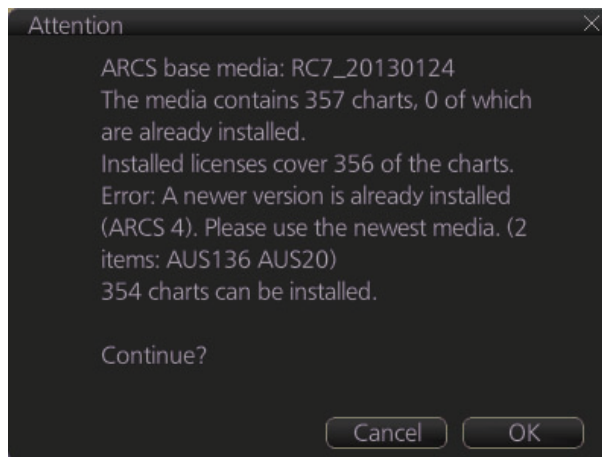 Attention
ARCS base media: RC7_20130124
The media contains 357 charts, 0 of which
are already installed.
Installed licenses cover 356 of the charts.
Error: A newer version is already installed
(ARCS 4). Please use the newest media. (2
items: AUS136 AUS20)
354 charts can be installed.
Continue?
Cancel OK